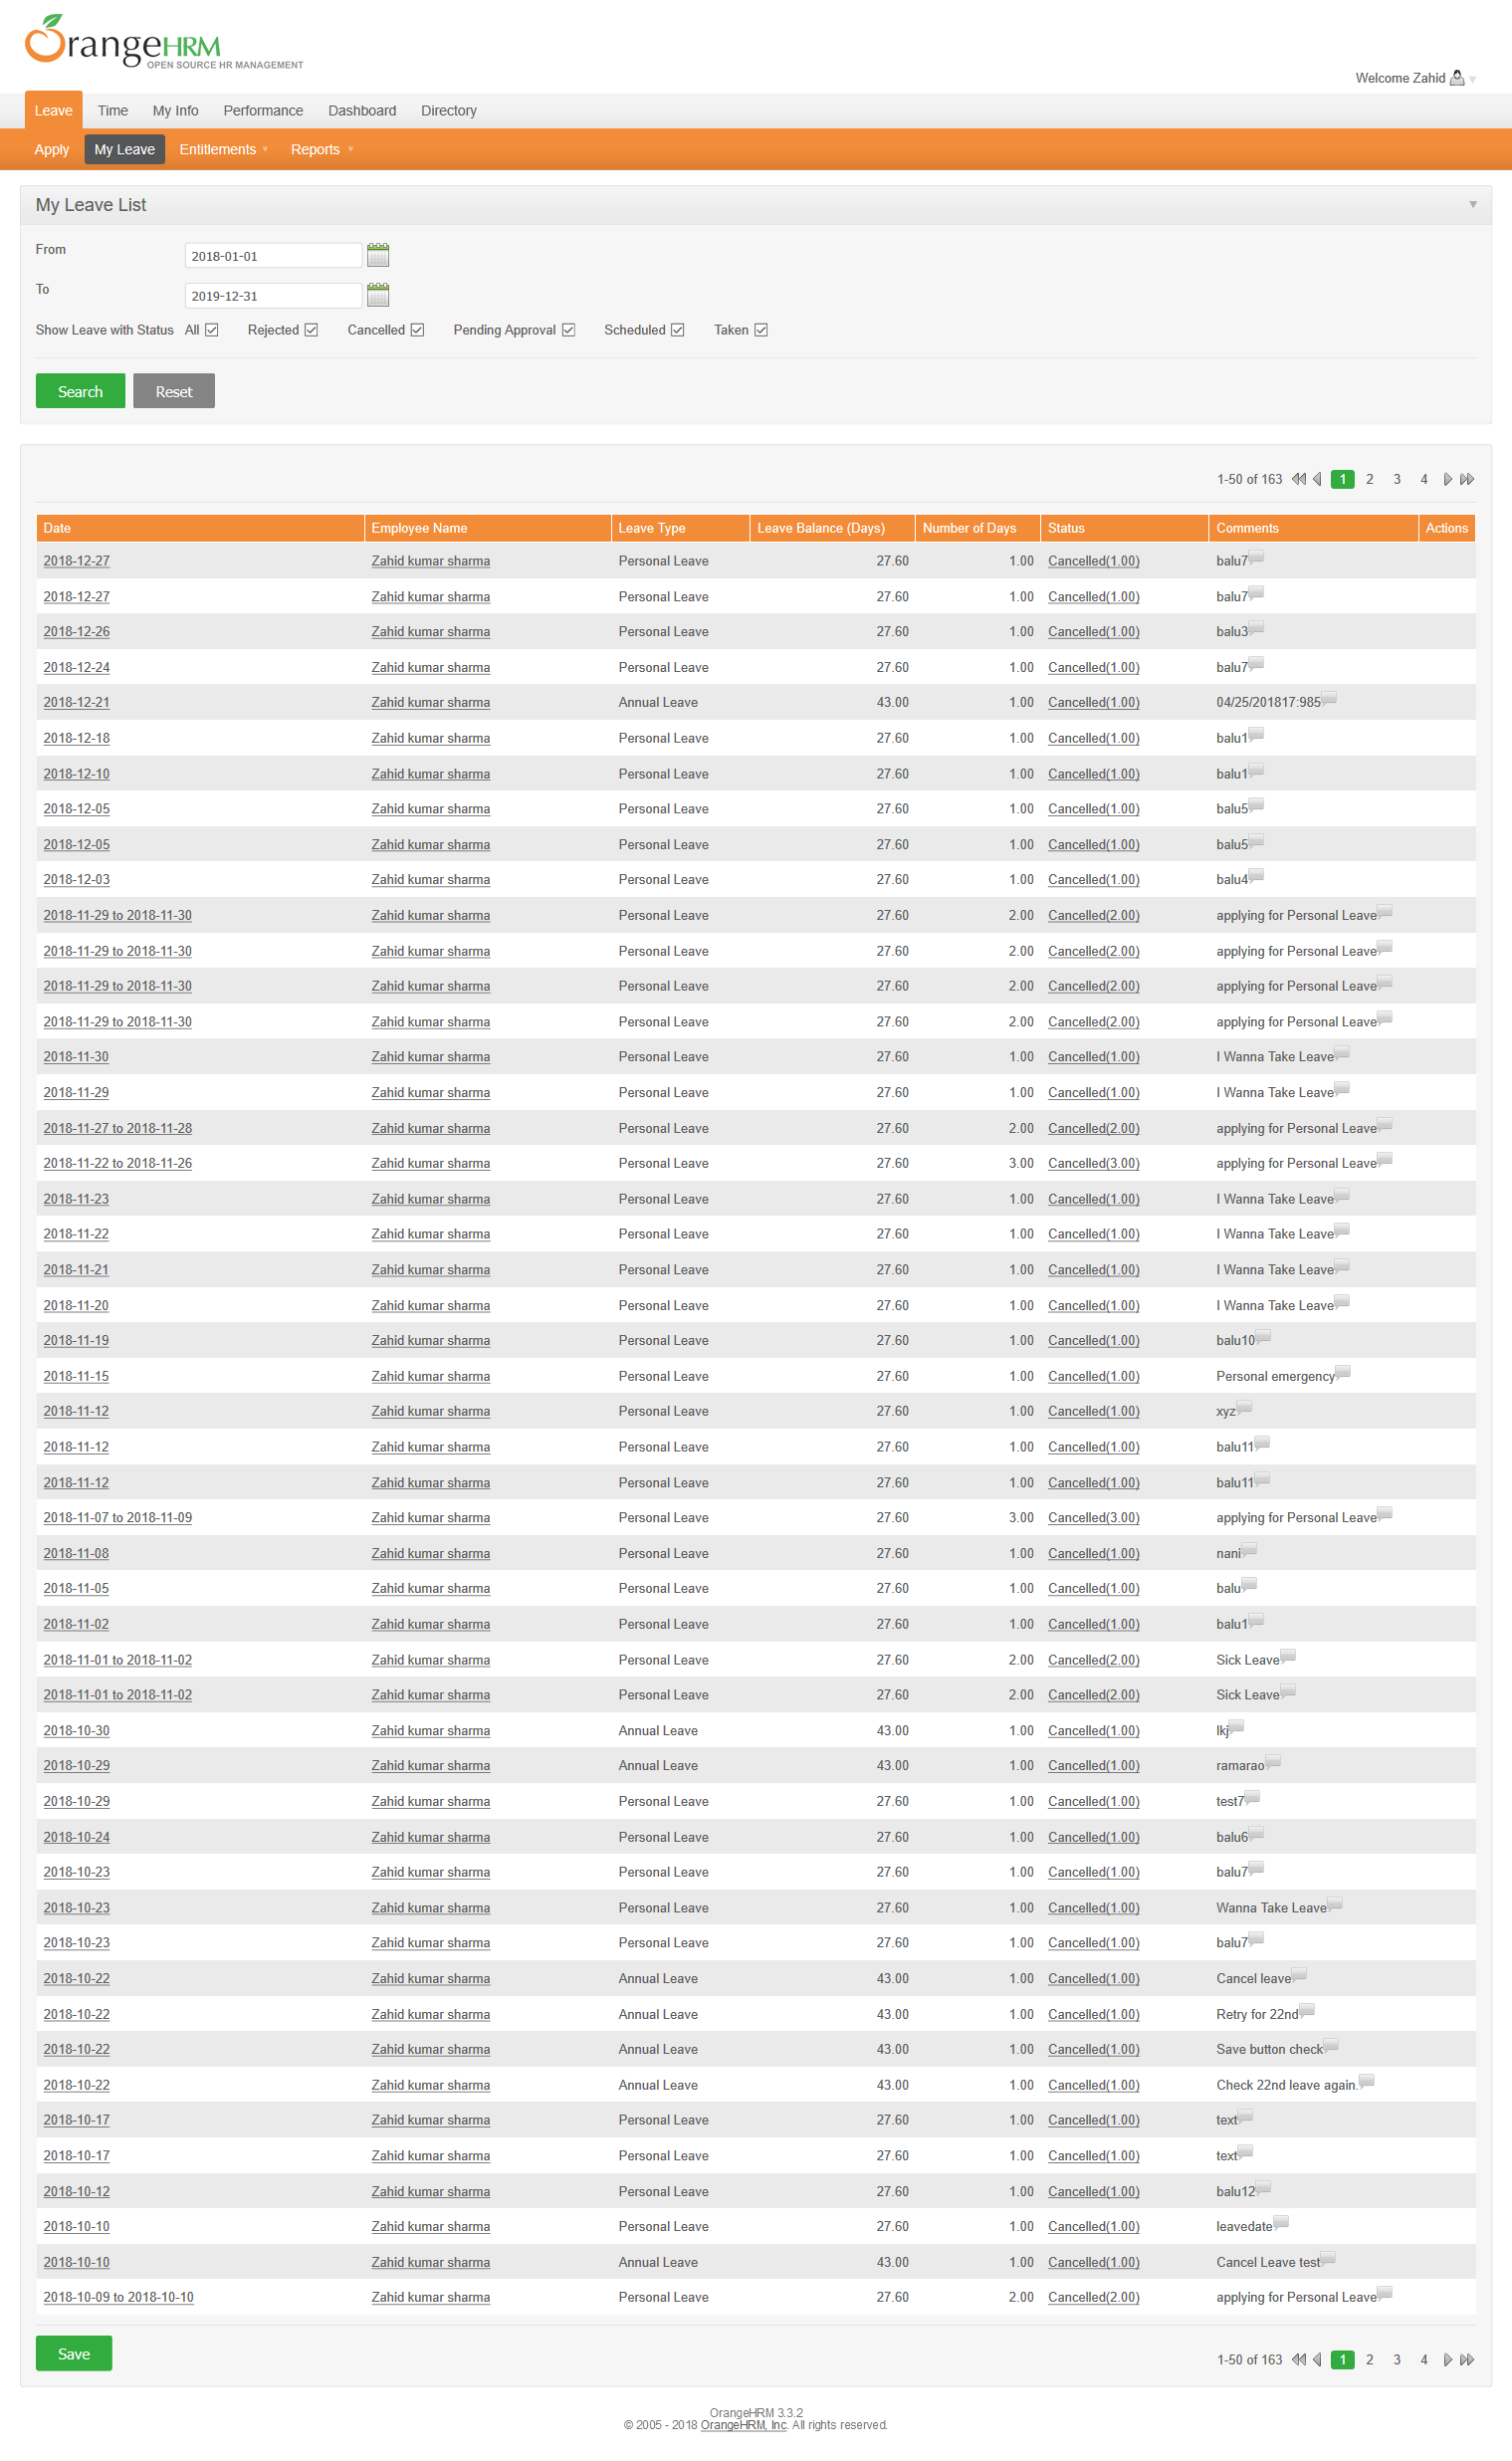 OrangeHRM
OPEN SOURCE HR MANAGEMENT
Welcome Zahid
Leave Time My Info Performance Dashboard Directory
Apply My Leave Entitlements Reports
My Leave List
From 2018-01-01
To 2019-12-31
Show Leave with Status All Rejected Cancelled Pending Approval Scheduled Taken
Search Reset
1-50 of 163 1 2 3 4
Date Employee Name Leave Type Leave Balance (Days) Number of Days Status Comments Actions
2018-12-27 Zahid kumar sharma Personal Leave 27.60 1.00 Cancelled(1.00) balu7
2018-12-27 Zahid kumar sharma Personal Leave 27.60 1.00 Cancelled(1.00) balu7
2018-12-26 Zahid kumar sharma Personal Leave 27.60 1.00 Cancelled(1.00) balu3
2018-12-24 Zahid kumar sharma Personal Leave 27.60 1.00 Cancelled(1.00) balu7
2018-12-21 Zahid kumar sharma Annual Leave 43.00 1.00 Cancelled(1.00) 04/25/201817:985
2018-12-18 Zahid kumar sharma Personal Leave 27.60 1.00 Cancelled(1.00) balu1
2018-12-10 Zahid kumar sharma Personal Leave 27.60 1.00 Cancelled(1.00) balu1
2018-12-05 Zahid kumar sharma Personal Leave 27.60 1.00 Cancelled(1.00) balu5
2018-12-05 Zahid kumar sharma Personal Leave 27.60 1.00 Cancelled(1.00) balu5
2018-12-03 Zahid kumar sharma Personal Leave 27.60 1.00 Cancelled(1.00) balu4
2018-11-29 to 2018-11-30 Zahid kumar sharma Personal Leave 27.60 2.00 Cancelled(2.00) applying for Personal Leave
2018-11-29 to 2018-11-30 Zahid kumar sharma Personal Leave 27.60 2.00 Cancelled(2.00) applying for Personal Leave
2018-11-29 to 2018-11-30 Zahid kumar sharma Personal Leave 27.60 2.00 Cancelled(2.00) applying for Personal Leave
2018-11-29 to 2018-11-30 Zahid kumar sharma Personal Leave 27.60 2.00 Cancelled(2.00) applying for Personal Leave
2018-11-30 Zahid kumar sharma Personal Leave 27.60 1.00 Cancelled(1.00) I Wanna Take Leave
2018-11-29 Zahid kumar sharma Personal Leave 27.60 1.00 Cancelled(1.00) I Wanna Take Leave
2018-11-27 to 2018-11-28 Zahid kumar sharma Personal Leave 27.60 2.00 Cancelled(2.00) applying for Personal Leave
2018-11-22 to 2018-11-26 Zahid kumar sharma Personal Leave 27.60 3.00 Cancelled(3.00) applying for Personal Leave
2018-11-23 Zahid kumar sharma Personal Leave 27.60 1.00 Cancelled(1.00) I Wanna Take Leave
2018-11-22 Zahid kumar sharma Personal Leave 27.60 1.00 Cancelled(1.00) I Wanna Take Leave
2018-11-21 Zahid kumar sharma Personal Leave 27.60 1.00 Cancelled(1.00) I Wanna Take Leave
2018-11-20 Zahid kumar sharma Personal Leave 27.60 1.00 Cancelled(1.00) I Wanna Take Leave
2018-11-19 Zahid kumar sharma Personal Leave 27.60 1.00 Cancelled(1.00) balu10
2018-11-15 Zahid kumar sharma Personal Leave 27.60 1.00 Cancelled(1.00) Personal emergency
2018-11-12 Zahid kumar sharma Personal Leave 27.60 1.00 Cancelled(1.00) xyz
2018-11-12 Zahid kumar sharma Personal Leave 27.60 1.00 Cancelled(1.00) balu11
2018-11-12 Zahid kumar sharma Personal Leave 27.60 1.00 Cancelled(1.00) balu11
2018-11-07 to 2018-11-09 Zahid kumar sharma Personal Leave 27.60 3.00 Cancelled(3.00) applying for Personal Leave
2018-11-08 Zahid kumar sharma Personal Leave 27.60 1.00 Cancelled(1.00) nani
2018-11-05 Zahid kumar sharma Personal Leave 27.60 1.00 Cancelled(1.00) balu
2018-11-02 Zahid kumar sharma Personal Leave 27.60 1.00 Cancelled(1.00) balu1
2018-11-01 to 2018-11-02 Zahid kumar sharma Personal Leave 27.60 2.00 Cancelled(2.00) Sick Leave
2018-11-01 to 2018-11-02 Zahid kumar sharma Personal Leave 27.60 2.00 Cancelled(2.00) Sick Leave
2018-10-30 Zahid kumar sharma Annual Leave 43.00 1.00 Cancelled(1.00) lkj
2018-10-29 Zahid kumar sharma Annual Leave 43.00 1.00 Cancelled(1.00) ramarao
2018-10-29 Zahid kumar sharma Personal Leave 27.60 1.00 Cancelled(1.00) test7
2018-10-24 Zahid kumar sharma Personal Leave 27.60 1.00 Cancelled(1.00) balu6
2018-10-23 Zahid kumar sharma Personal Leave 27.60 1.00 Cancelled(1.00) balu7
2018-10-23 Zahid kumar sharma Personal Leave 27.60 1.00 Cancelled(1.00) Wanna Take Leave
2018-10-23 Zahid kumar sharma Personal Leave 27.60 1.00 Cancelled(1.00) balu7
2018-10-22 Zahid kumar sharma Annual Leave 43.00 1.00 Cancelled(1.00) Cancel leave
2018-10-22 Zahid kumar sharma Annual Leave 43.00 1.00 Cancelled(1.00) Retry for 22nd
2018-10-22 Zahid kumar sharma Annual Leave 43.00 1.00 Cancelled(1.00) Save button check
2018-10-22 Zahid kumar sharma Annual Leave 43.00 1.00 Cancelled(1.00) Check 22nd leave again.
2018-10-17 Zahid kumar sharma Personal Leave 27.60 1.00 Cancelled(1.00) text
2018-10-17 Zahid kumar sharma Personal Leave 27.60 1.00 Cancelled(1.00) text
2018-10-12 Zahid kumar sharma Personal Leave 27.60 1.00 Cancelled(1.00) balu12
2018-10-10 Zahid kumar sharma Personal Leave 27.60 1.00 Cancelled(1.00) leavedate
2018-10-10 Zahid kumar sharma Annual Leave 43.00 1.00 Cancelled(1.00) Cancel Leave test
2018-10-09 to 2018-10-10 Zahid kumar sharma Personal Leave 27.60 2.00 Cancelled(2.00) applying for Personal Leave
Save
1-50 of 163 1 2 3 4
OrangeHRM 3.3.2
© 2005 - 2018 OrangeHRM, Inc. All rights reserved.